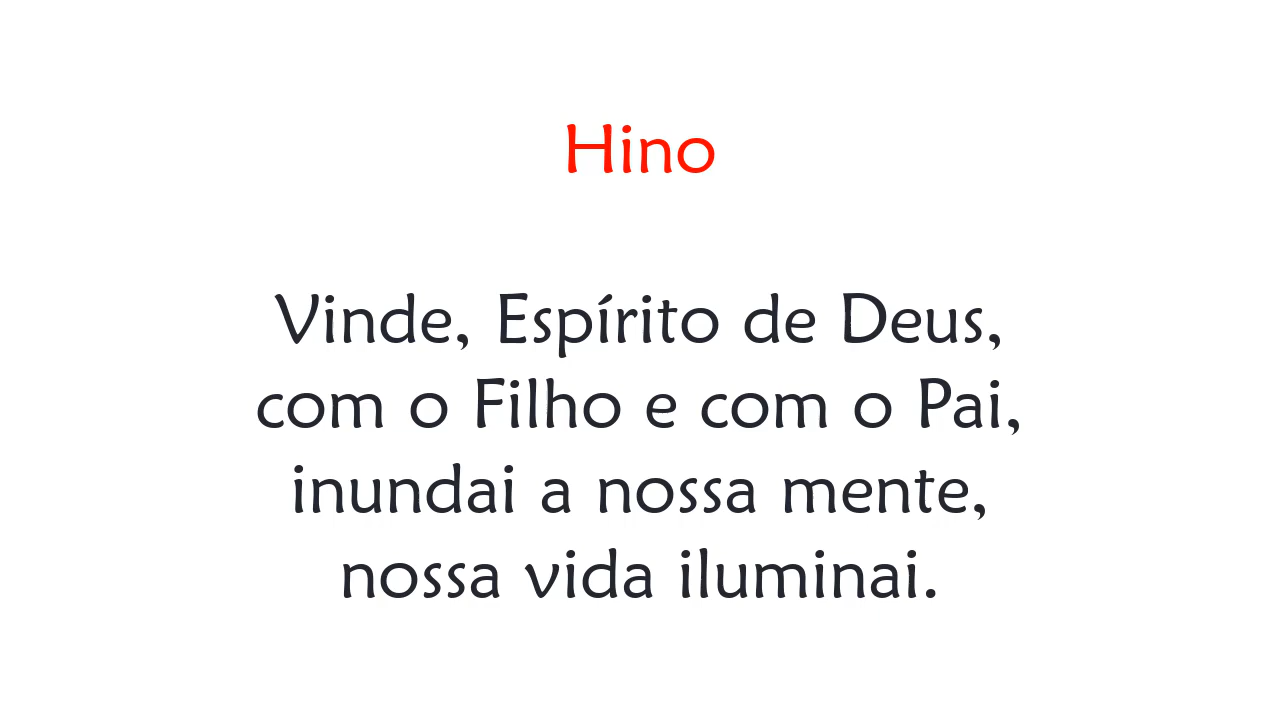 Hino
Vinde, Espírito de Deus,
com o Filho e com o Pai,
inundai a nossa mente,
nossa vida iluminai.